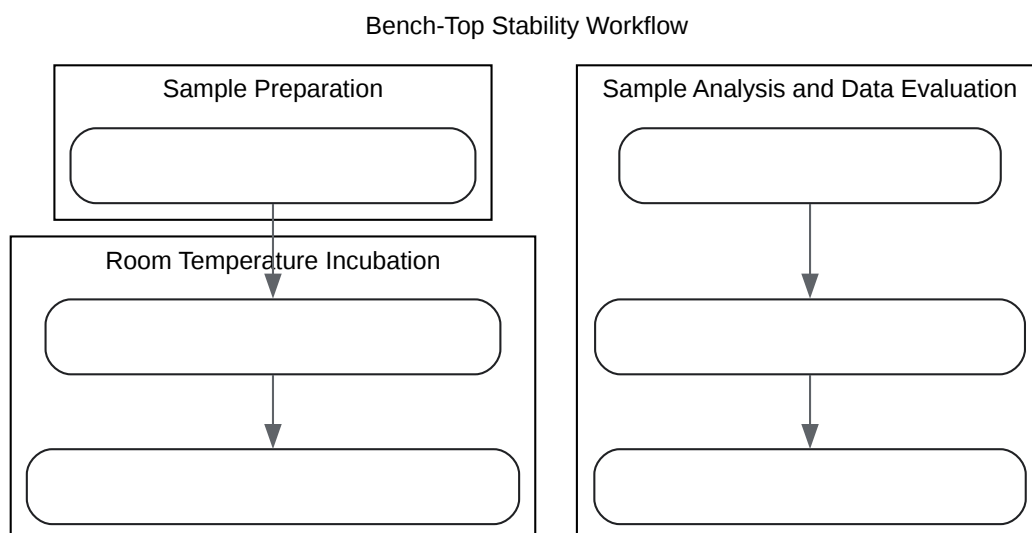 Bench-Top Stability Workflow
Sample Preparation
Room Temperature Incubation
Sample Analysis and Data Evaluation